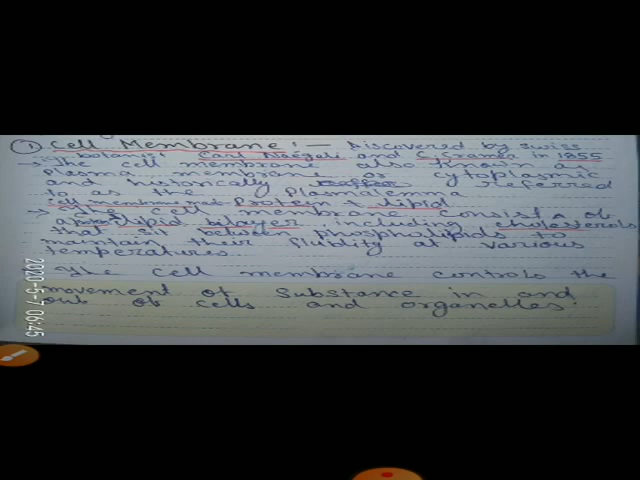 ① Cell Membrane :- Discovered by swiss
botanist Carl Naegeli and C. Cramer in 1855
→ The cell membrane also known as
plasma membrane or cytoplasmic
and historically referred
to as the plasmalemma
Cell membrane Protein + Lipid
→ The cell membrane consist of
a lipid bilayer including cholesterols
that sit between phospholipids to
maintain their fluidity at various
temperatures
The cell membrane controls the
movement of substance in and
out of cells and organelles.
2020-5-7 06:45